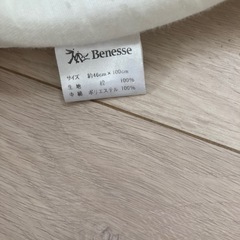 Benesse
サイズ 約46cm×100cm
生地 綿 100%
中綿 ポリエステル 100%